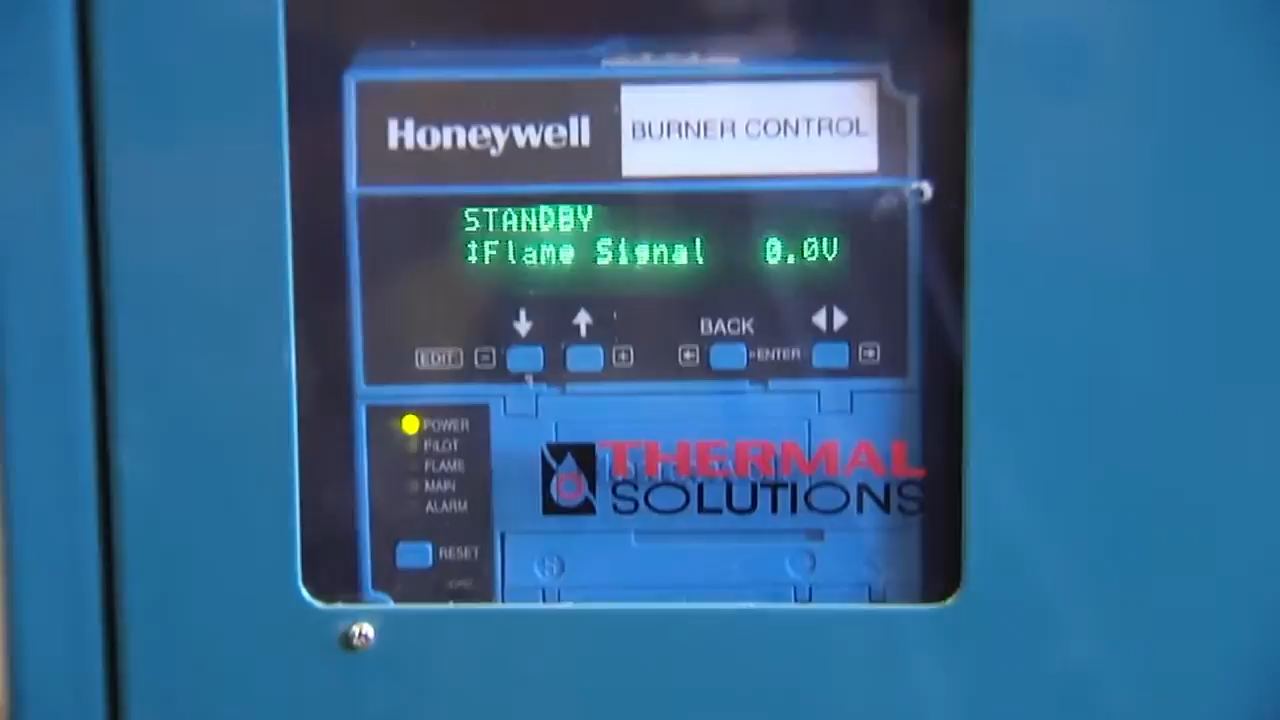 Honeywell
BURNER CONTROL
STANDBY
↕Flame Signal 0.0V
BACK
EDIT - + ENTER
POWER
PILOT
FLAME
MAIN
ALARM
RESET
THERMAL
SOLUTIONS